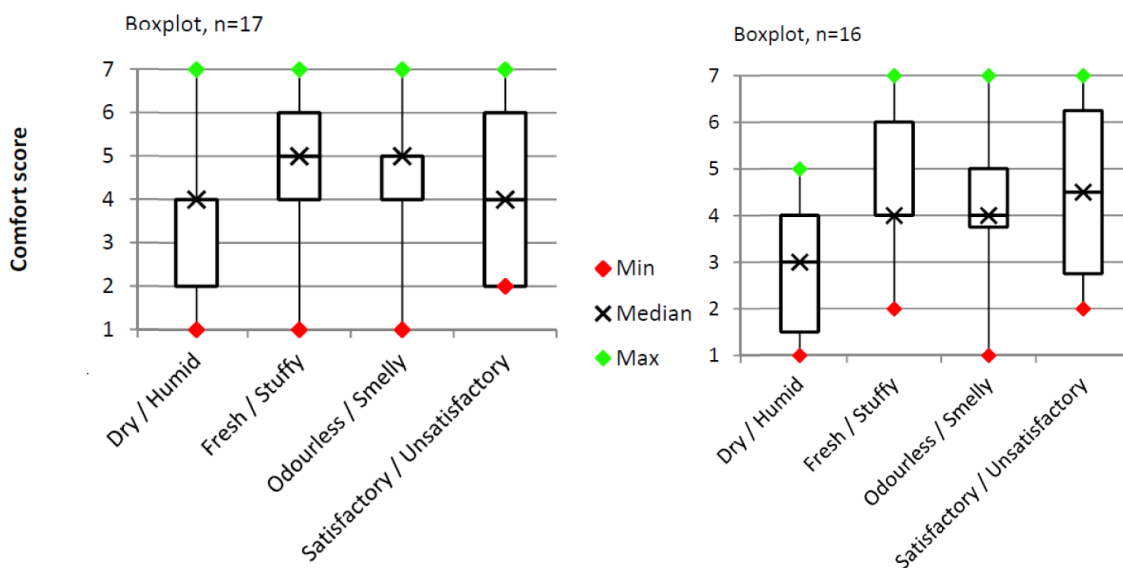 Boxplot, n=17
Comfort score
7
6
5
4
3
2
1
Dry / Humid
Fresh / Stuffy
Odourless / Smelly
Satisfactory / Unsatisfactory
Min
Median
Max
Boxplot, n=16
7
6
5
4
3
2
1
Dry / Humid
Fresh / Stuffy
Odourless / Smelly
Satisfactory / Unsatisfactory